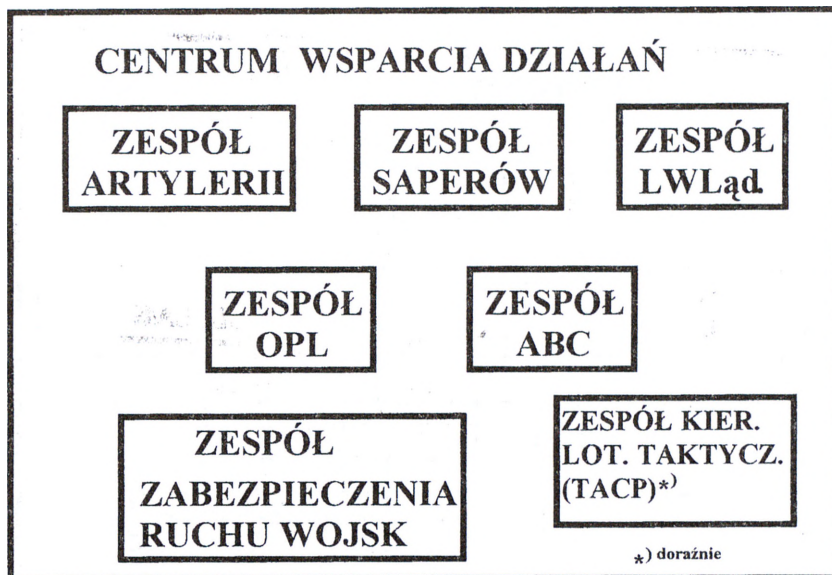 CENTRUM WSPARCIA DZIAŁAŃ
ZESPÓŁ
ARTYLERII
ZESPÓŁ
SAPERÓW
ZESPÓŁ
LWLąd.
ZESPÓŁ
OPL
ZESPÓŁ
ABC
ZESPÓŁ
ZABEZPIECZENIA
RUCHU WOJSK
ZESPÓŁ KIER.
LOT. TAKTYCZ.
(TACP)*)
*) doraźnie